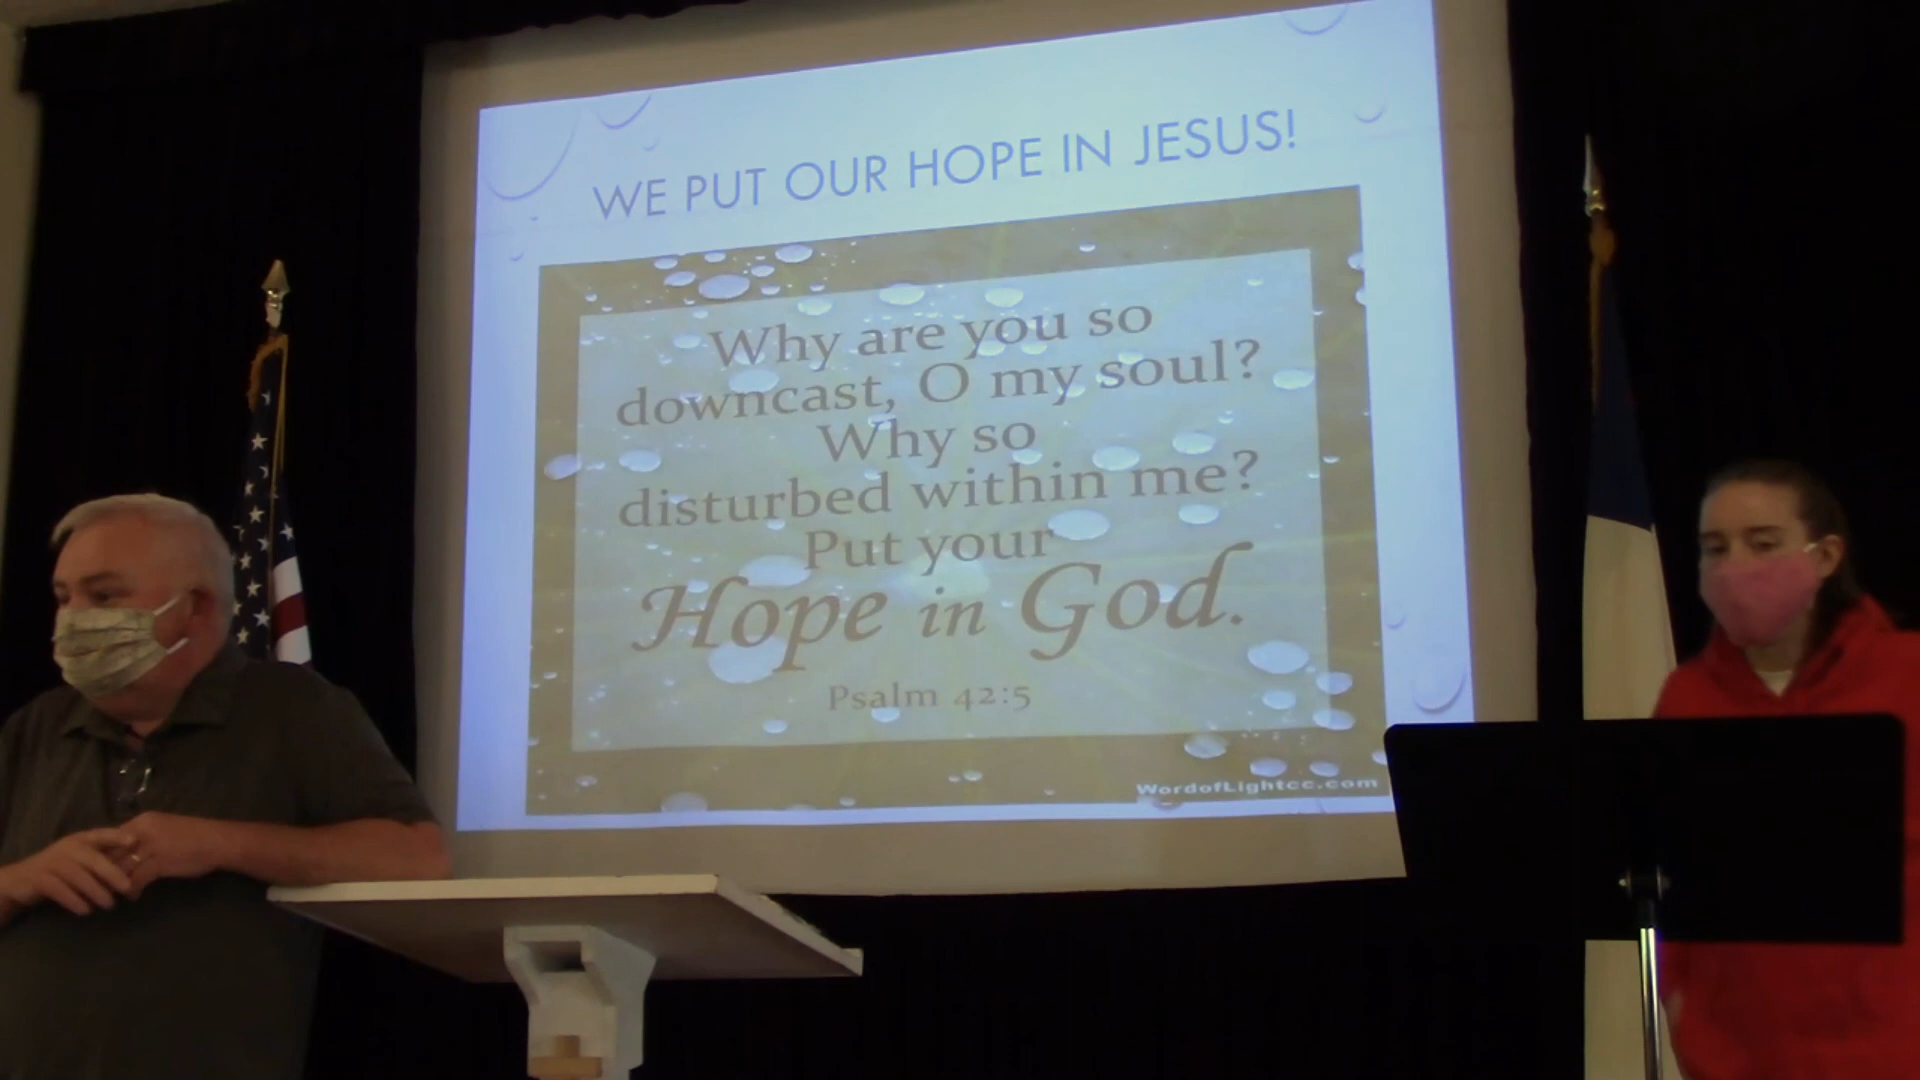 WE PUT OUR HOPE IN JESUS!
Why are you so
downcast, O my soul?
Why so
disturbed within me?
Put your
Hope in God.
Psalm 42:5
WordofLightcc.com